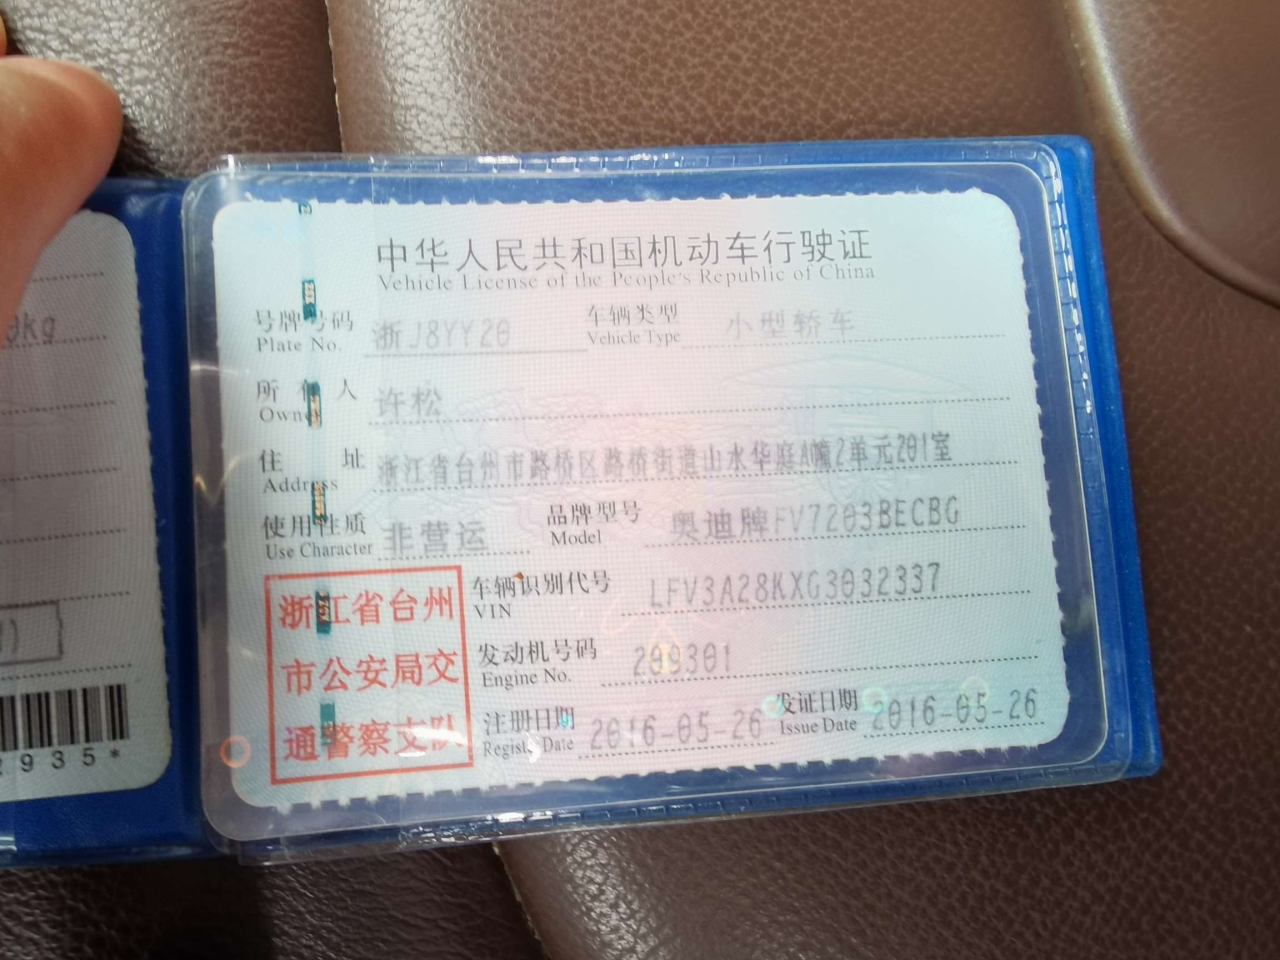 中华人民共和国机动车行驶证
Vehicle License of the People's Republic of China
号牌号码 浙J8YY20 车辆类型 小型轿车
Plate No. Vehicle Type
所有人 许松
Owner
住址 浙江省台州市路桥区路桥街道山水华庭A幢2单元201室
Address
使用性质 非营运 品牌型号 奥迪牌FV7203BECBG
Use Character Model
车辆识别代号 LFV3A28KXG3032337
VIN
发动机号码 209301
Engine No.
注册日期 2016-05-26 发证日期 2016-05-26
Register Date Issue Date
浙江省台州
市公安局交
通警察支队
0kg
2935*